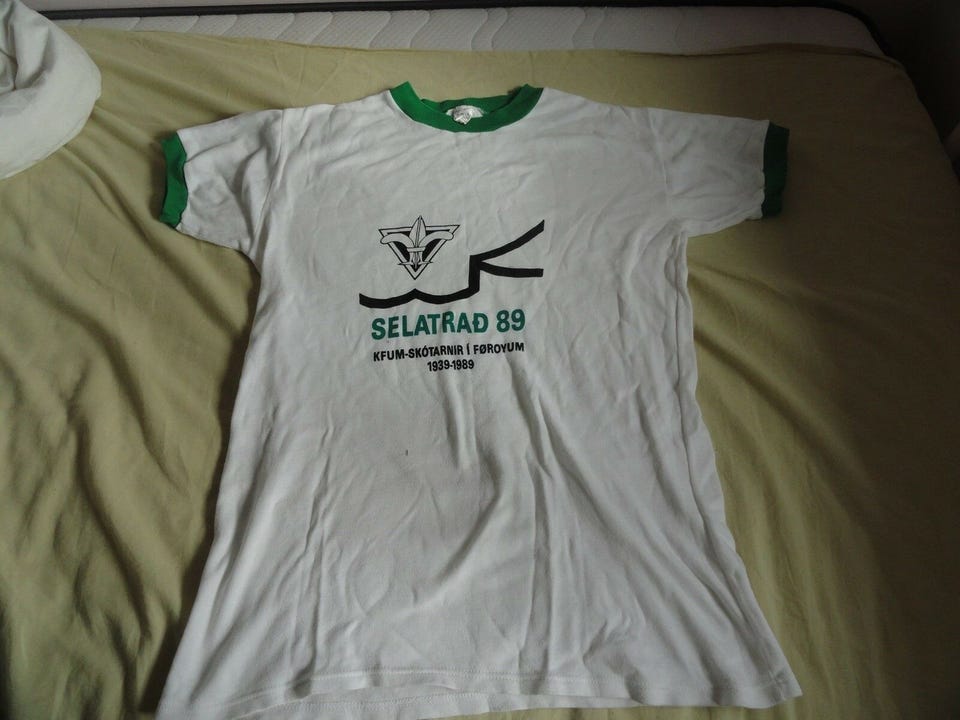 SELATRAÐ 89
KFUM-SKÓTARNIR Í FØROYUM
1939-1989